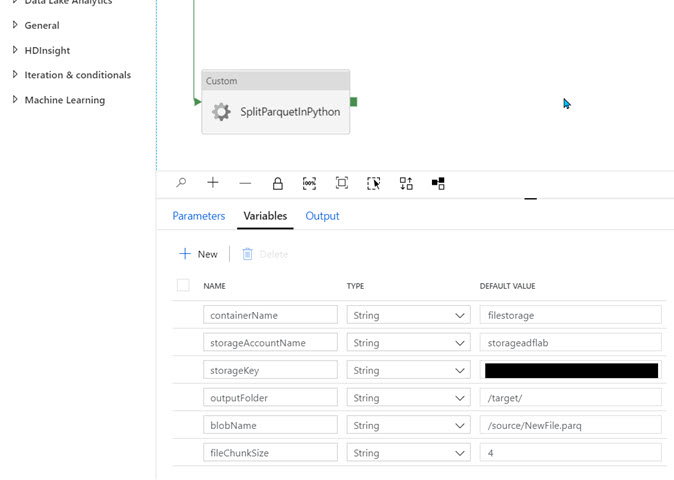 Data Lake Analytics
General
HDInsight
Iteration & conditionals
Machine Learning
Custom
SplitParquetInPython
100%
Parameters Variables Output
New Delete
NAME TYPE DEFAULT VALUE
containerName String filestorage
storageAccountName String storageadflab
storageKey String
outputFolder String /target/
blobName String /source/NewFile.parq
fileChunkSize String 4